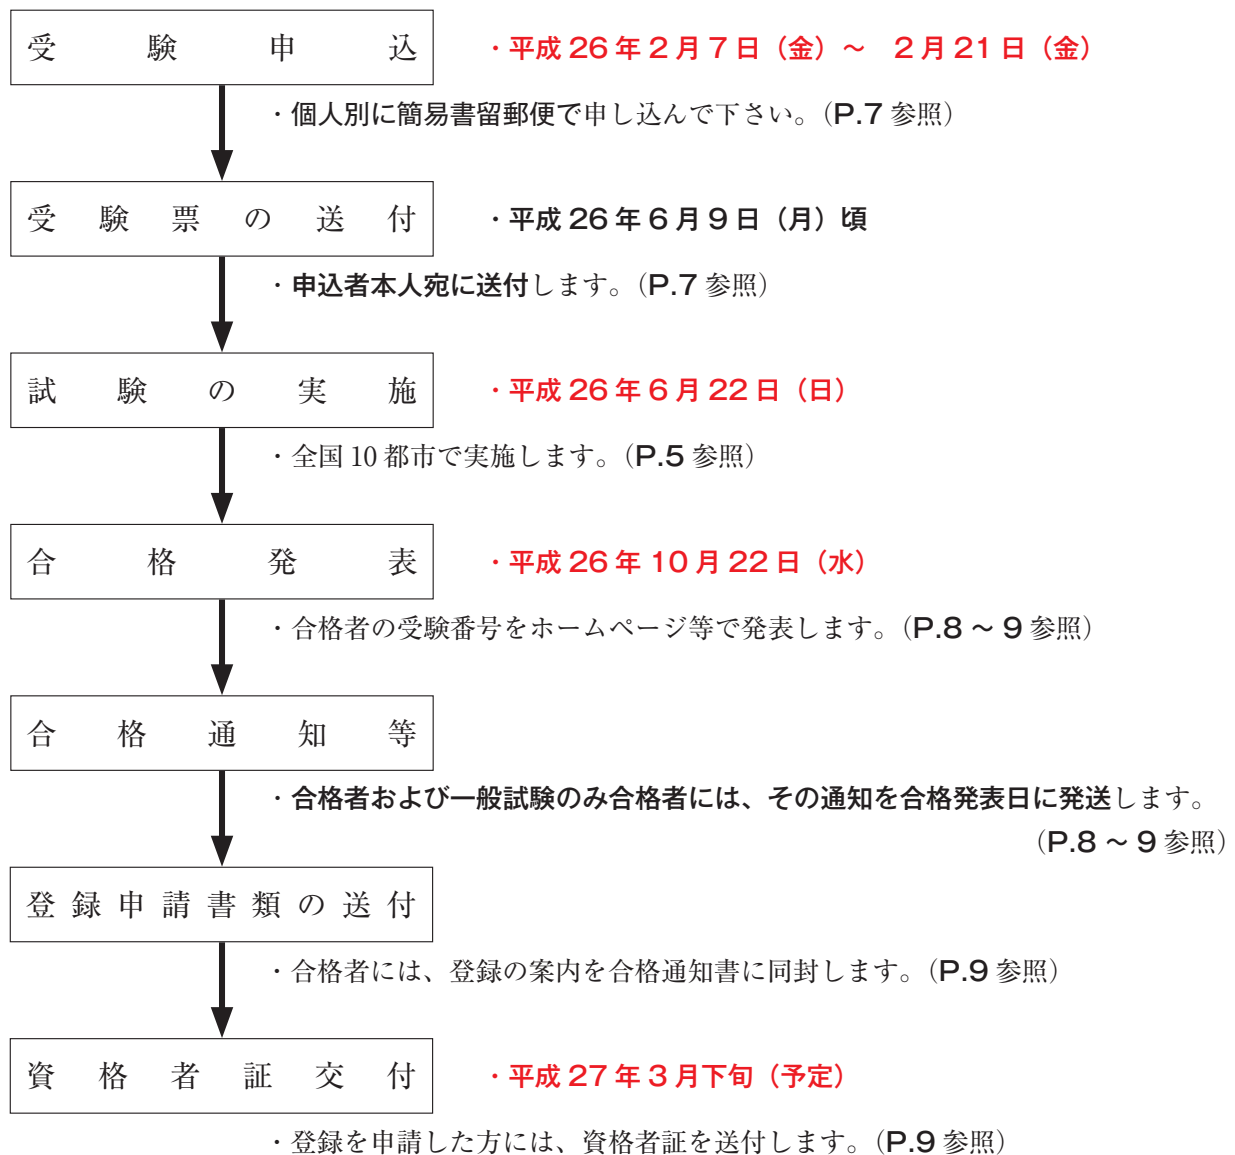 受験申込 ・平成 26 年 2 月 7 日（金）～　2 月 21 日（金）
・個人別に簡易書留郵便で申し込んで下さい。（P.7 参照）
受験票の送付 ・平成 26 年 6 月 9 日（月）頃
・申込者本人宛に送付します。（P.7 参照）
試験の実施 ・平成 26 年 6 月 22 日（日）
・全国 10 都市で実施します。（P.5 参照）
合格発表 ・平成 26 年 10 月 22 日（水）
・合格者の受験番号をホームページ等で発表します。（P.8 ～ 9 参照）
合格通知等
・合格者および一般試験のみ合格者には、その通知を合格発表日に発送します。
（P.8 ～ 9 参照）
登録申請書類の送付
・合格者には、登録の案内を合格通知書に同封します。（P.9 参照）
資格者証交付 ・平成 27 年 3 月下旬（予定）
・登録を申請した方には、資格者証を送付します。（P.9 参照）